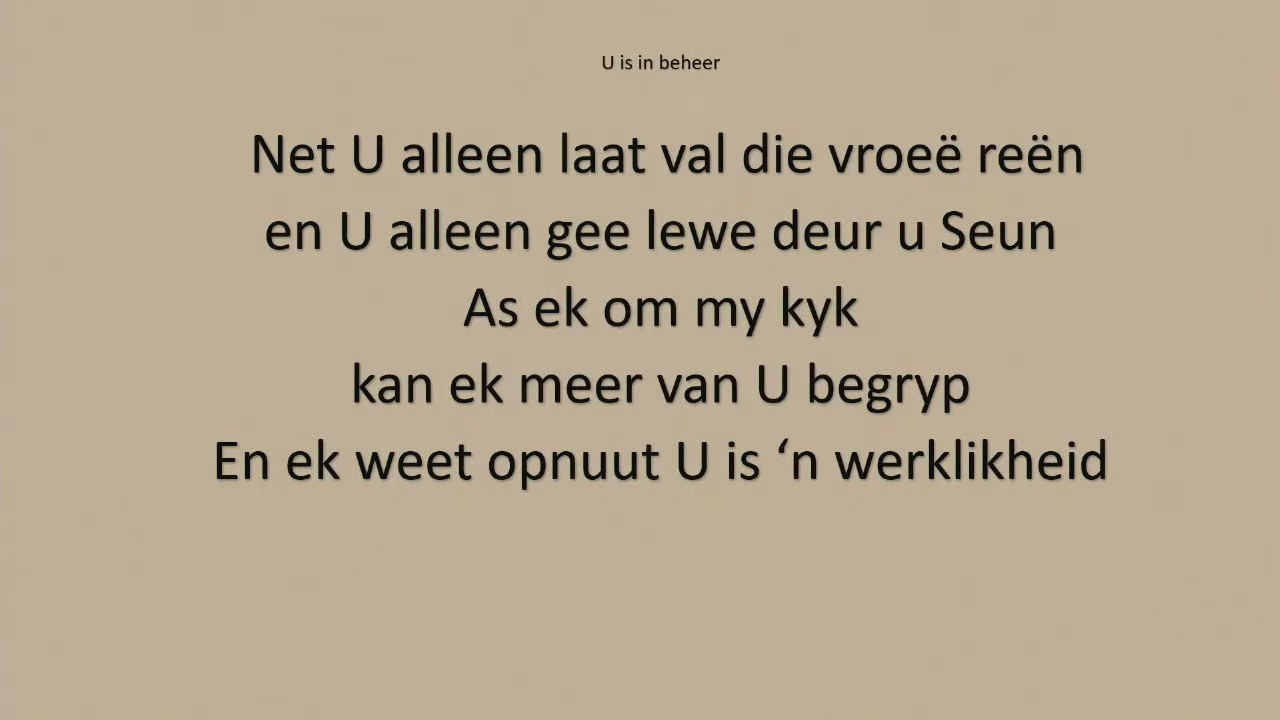 U is in beheer
Net U alleen laat val die vroeë reën
en U alleen gee lewe deur u Seun
As ek om my kyk
kan ek meer van U begryp
En ek weet opnuut U is ‘n werklikheid